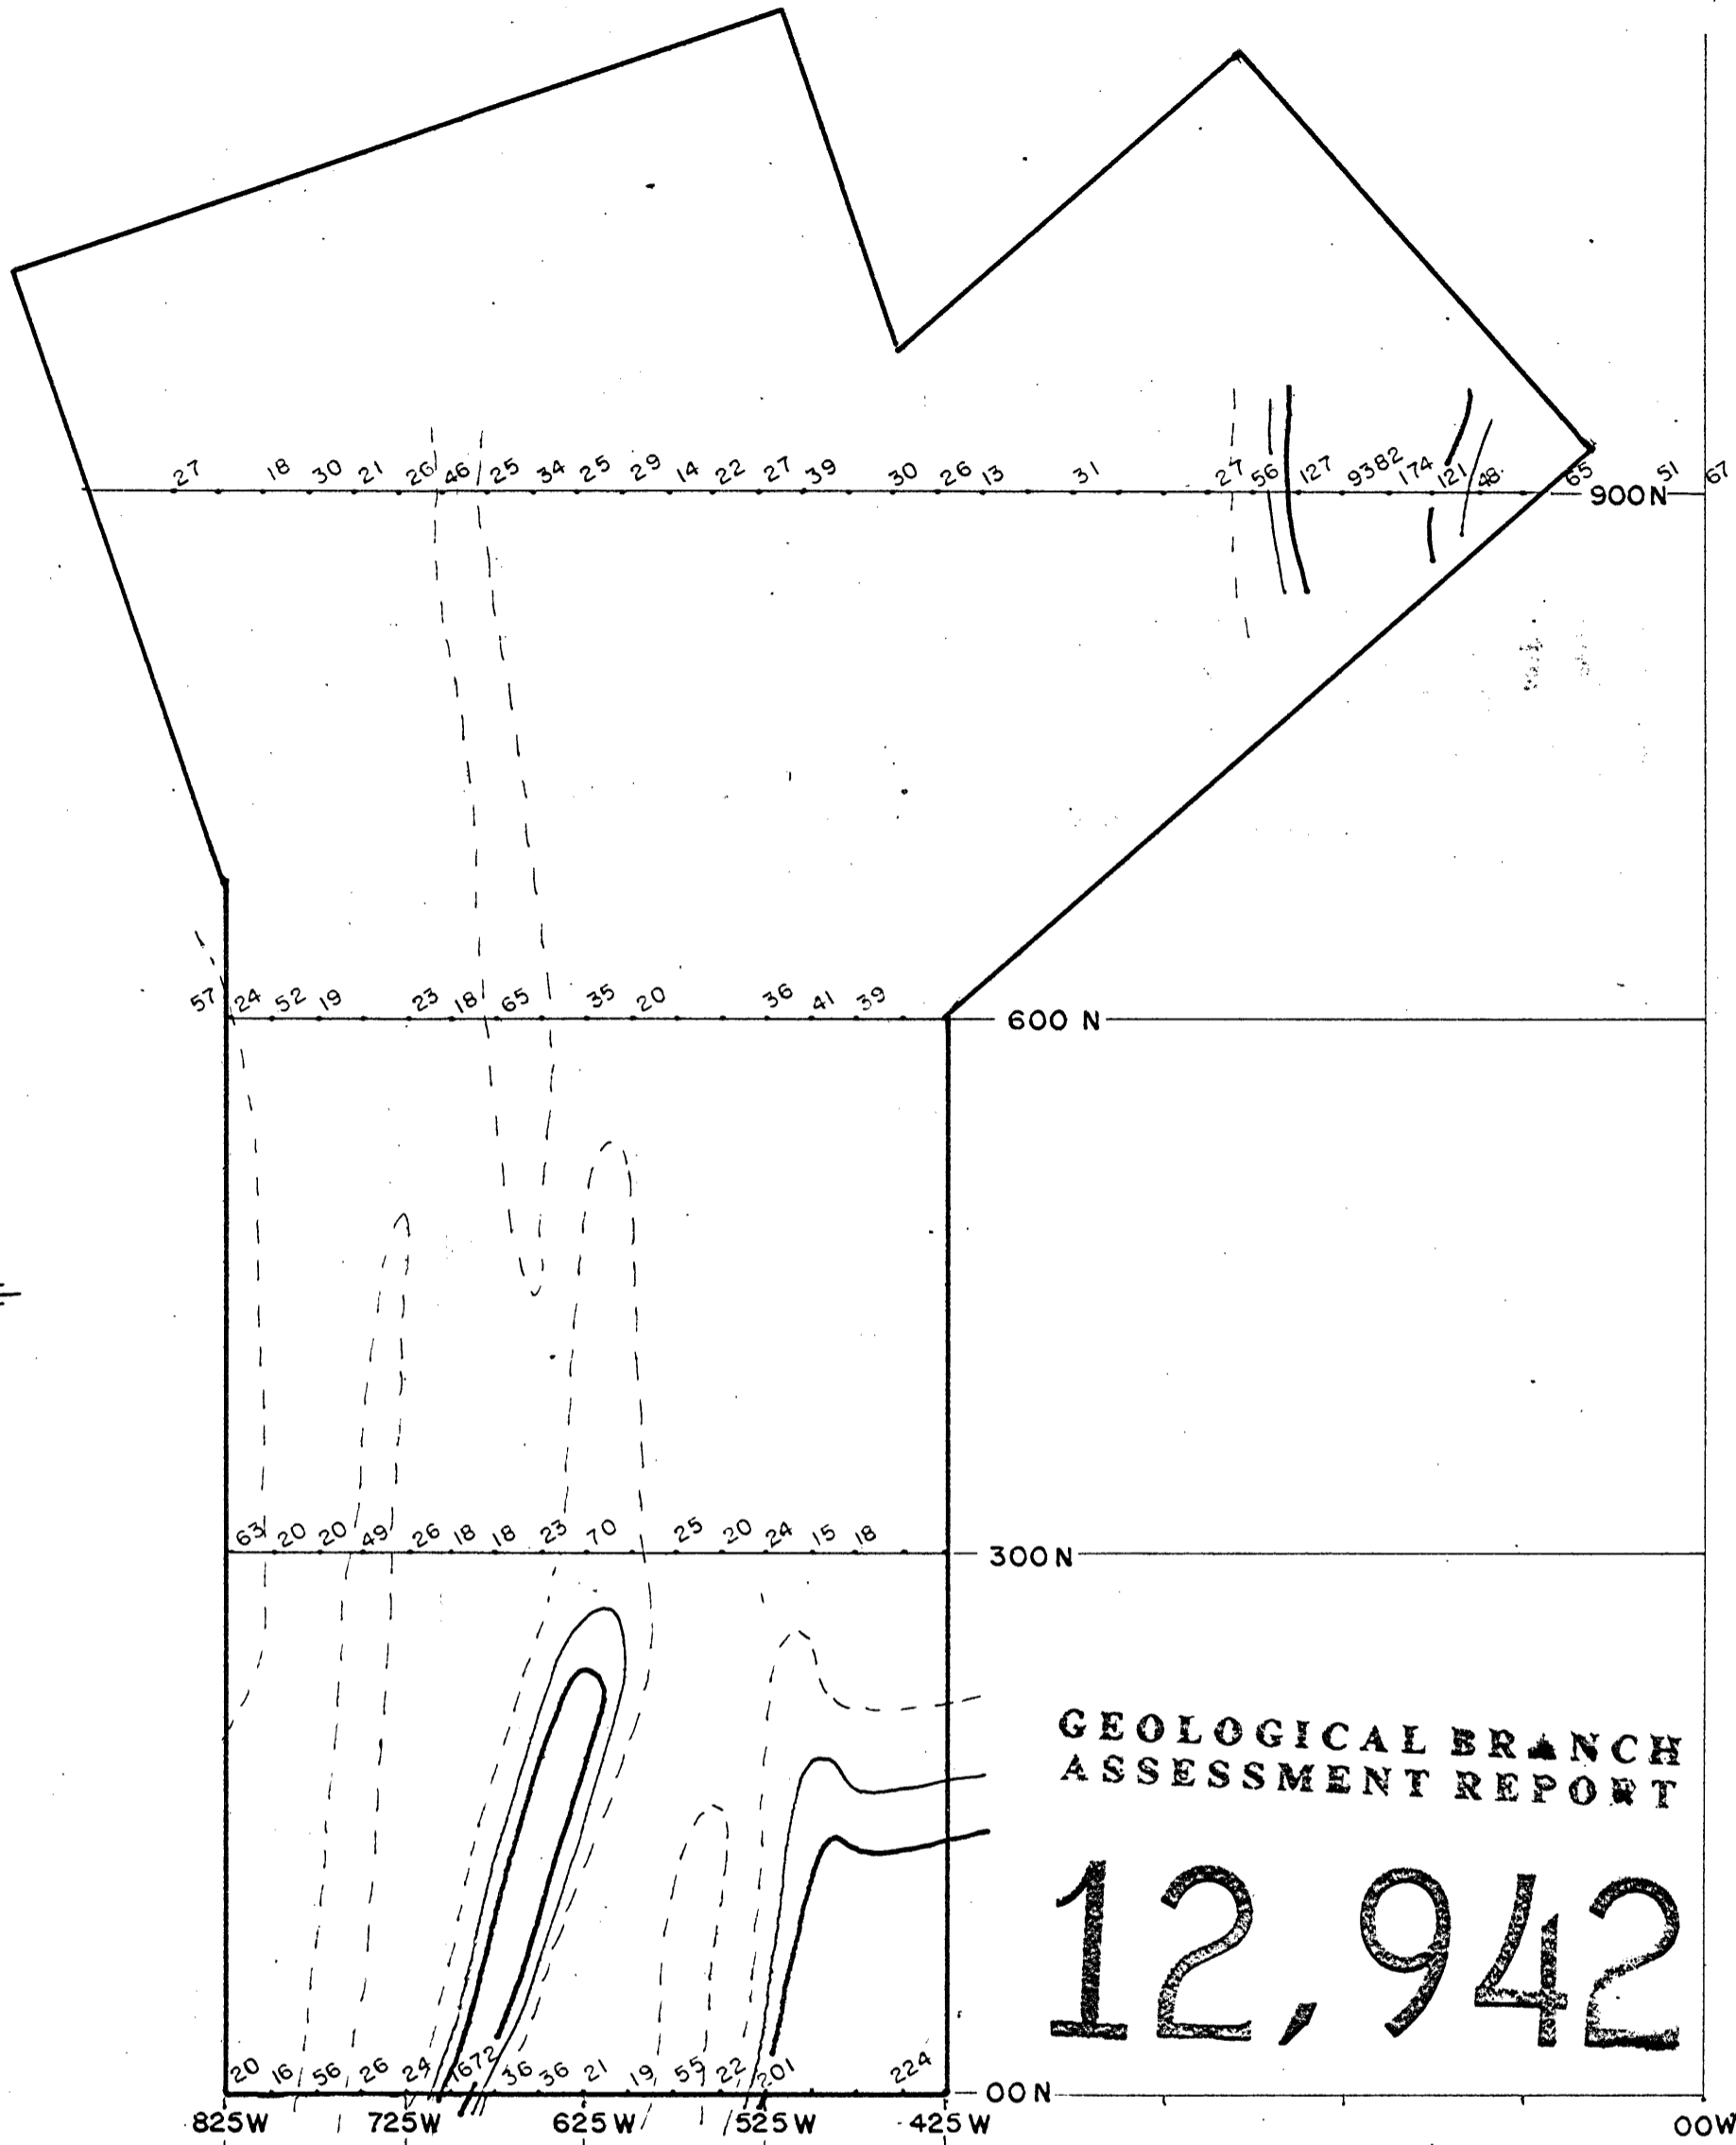 27 18 30 21 26 46 25 34 25 29 14 22 27 39 30 26 13 31 27 56 127 93 82 174 121 48 65 51 67
900N
57 24 52 19 23 18 65 35 20 36 41 39
600 N
63 20 20 49 26 18 18 23 70 25 20 24 15 18
300N
GEOLOGICAL BRANCH
ASSESSMENT REPORT
12,942
20 16 56 26 24 1672 36 36 21 19 55 22 201 224
00N
825W 725W 625W 525W 425W 00W